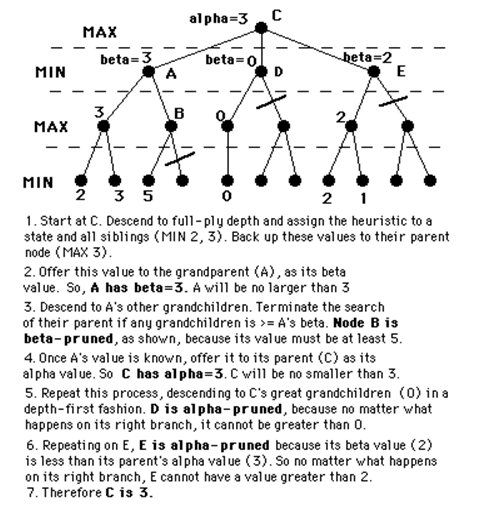 alpha=3 C
MAX
beta=3 beta=0 beta=2
MIN A D E
3 B 0 2
MAX
MIN
2 3 5 0 2 1
1. Start at C. Descend to full-ply depth and assign the heuristic to a
state and all siblings (MIN 2, 3). Back up these values to their parent
node (MAX 3).
2. Offer this value to the grandparent (A), as its beta
value. So, A has beta=3. A will be no larger than 3
3. Descend to A's other grandchildren. Terminate the search
of their parent if any grandchildren is >= A's beta. Node B is
beta-pruned, as shown, because its value must be at least 5.
4. Once A's value is known, offer it to its parent (C) as its
alpha value. So C has alpha=3. C will be no smaller than 3.
5. Repeat this process, descending to C's great grandchildren (0) in a
depth-first fashion. D is alpha-pruned, because no matter what
happens on its right branch, it cannot be greater than 0.
6. Repeating on E, E is alpha-pruned because its beta value (2)
is less than its parent's alpha value (3). So no matter what happens
on its right branch, E cannot have a value greater than 2.
7. Therefore C is 3.